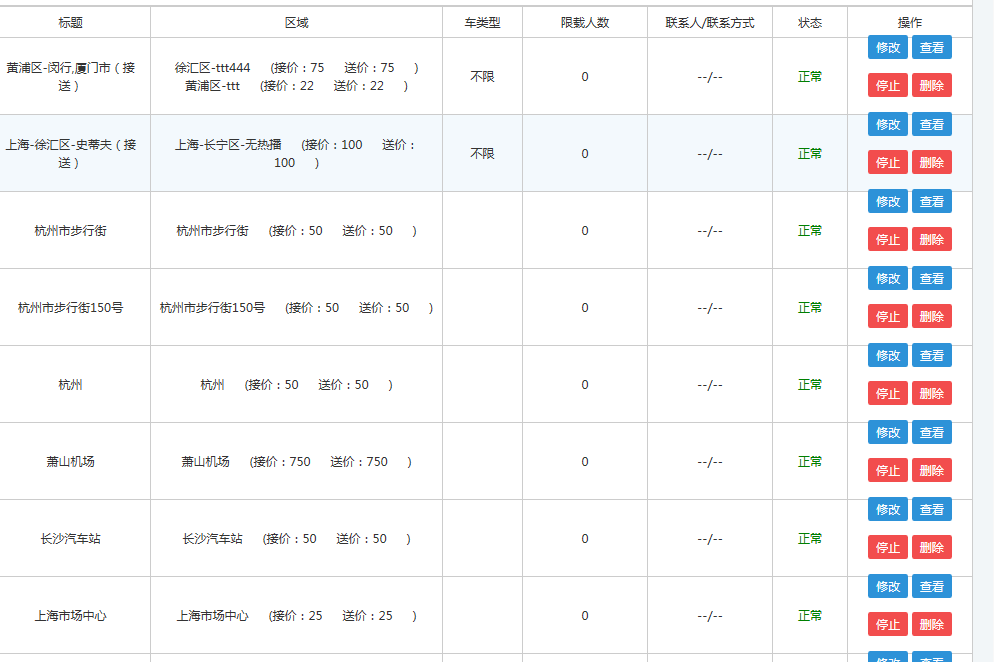 标题 区域 车类型 限载人数 联系人/联系方式 状态 操作
黄浦区-闵行,厦门市（接
送）
徐汇区-ttt444 (接价：75 送价：75 )
黄浦区-ttt (接价：22 送价：22 )
不限 0 --/-- 正常
修改 查看
停止 删除
上海-徐汇区-史蒂夫（接
送）
上海-长宁区-无热播 (接价：100 送价：
100 )
不限 0 --/-- 正常
修改 查看
停止 删除
杭州市步行街 杭州市步行街 (接价：50 送价：50 ) 0 --/-- 正常
修改 查看
停止 删除
杭州市步行街150号 杭州市步行街150号 (接价：50 送价：50 ) 0 --/-- 正常
修改 查看
停止 删除
杭州 杭州 (接价：50 送价：50 ) 0 --/-- 正常
修改 查看
停止 删除
萧山机场 萧山机场 (接价：750 送价：750 ) 0 --/-- 正常
修改 查看
停止 删除
长沙汽车站 长沙汽车站 (接价：50 送价：50 ) 0 --/-- 正常
修改 查看
停止 删除
上海市场中心 上海市场中心 (接价：25 送价：25 ) 0 --/-- 正常
修改 查看
停止 删除
修改 查看